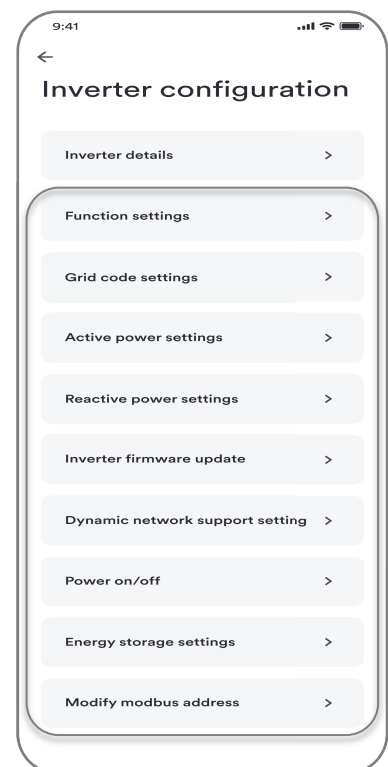 9:41
Inverter configuration
Inverter details
Function settings
Grid code settings
Active power settings
Reactive power settings
Inverter firmware update
Dynamic network support setting
Power on/off
Energy storage settings
Modify modbus address